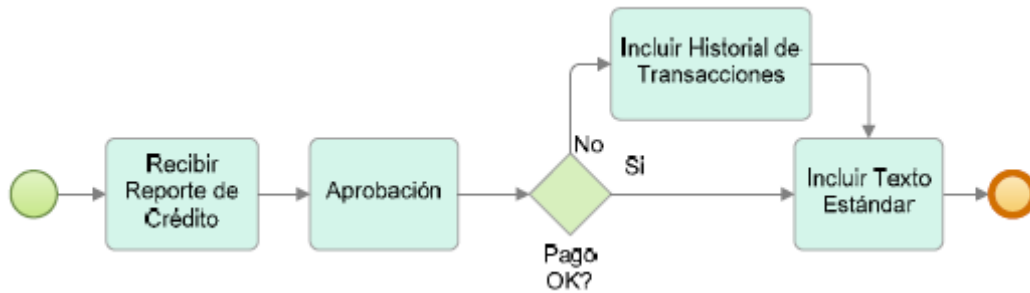 Incluir Historial de
Transacciones
No
Si
Recibir
Reporte de
Crédito
Aprobación
Incluir Texto
Estándar
Pago
OK?